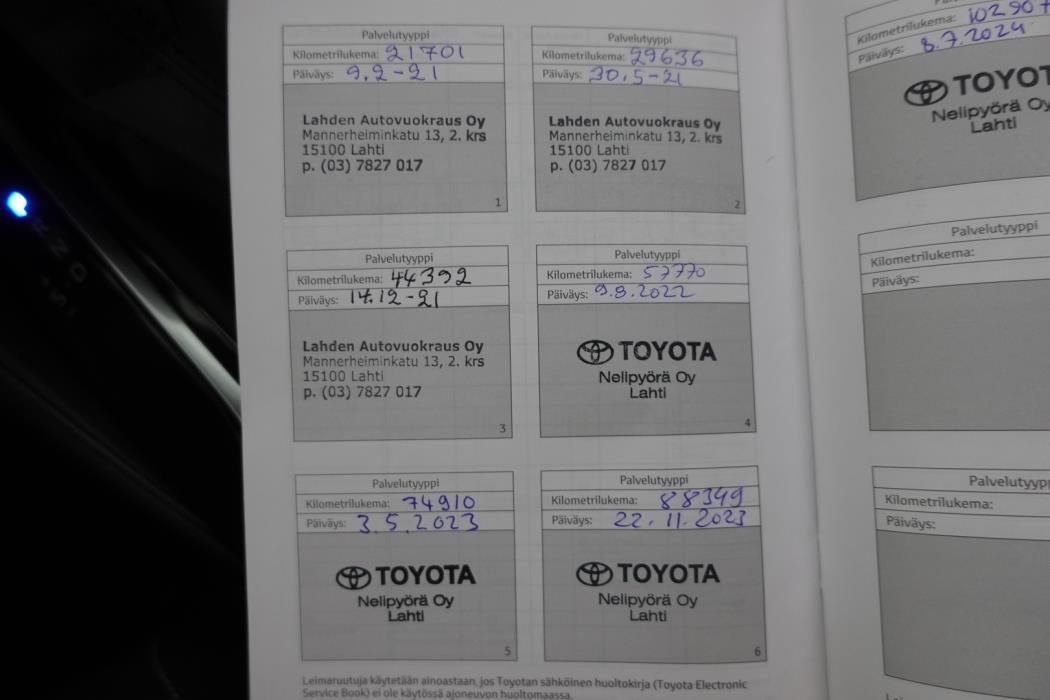 Palvelutyyppi
Kilometrilukema: 21701
Päiväys: 9.2-21
Lahden Autovuokraus Oy
Mannerheiminkatu 13, 2. krs
15100 Lahti
p. (03) 7827 017
1
Palvelutyyppi
Kilometrilukema: 29636
Päiväys: 30.5-21
Lahden Autovuokraus Oy
Mannerheiminkatu 13, 2. krs
15100 Lahti
p. (03) 7827 017
2
Palvelutyyppi
Kilometrilukema: 44392
Päiväys: 14.12-21
Lahden Autovuokraus Oy
Mannerheiminkatu 13, 2. krs
15100 Lahti
p. (03) 7827 017
3
Palvelutyyppi
Kilometrilukema: 57770
Päiväys: 9.8.2022
TOYOTA
Nelipyörä Oy
Lahti
4
Palvelutyyppi
Kilometrilukema: 74910
Päiväys: 3.5.2023
TOYOTA
Nelipyörä Oy
Lahti
5
Palvelutyyppi
Kilometrilukema: 88349
Päiväys: 22.11.2023
TOYOTA
Nelipyörä Oy
Lahti
6
Leimaruutuja käytetään ainoastaan, jos Toyotan sähköinen huoltokirja (Toyota Electronic
Service Book) ei ole käytössä ajoneuvon huoltomaassa.
Kilometrilukema: 102907
Päiväys: 8.7.2024
TOYOT
Nelipyörä Oy
Lahti
Palvelutyyppi
Kilometrilukema:
Päiväys:
Palvelutyypp
Kilometrilukema:
Päiväys:
R N D